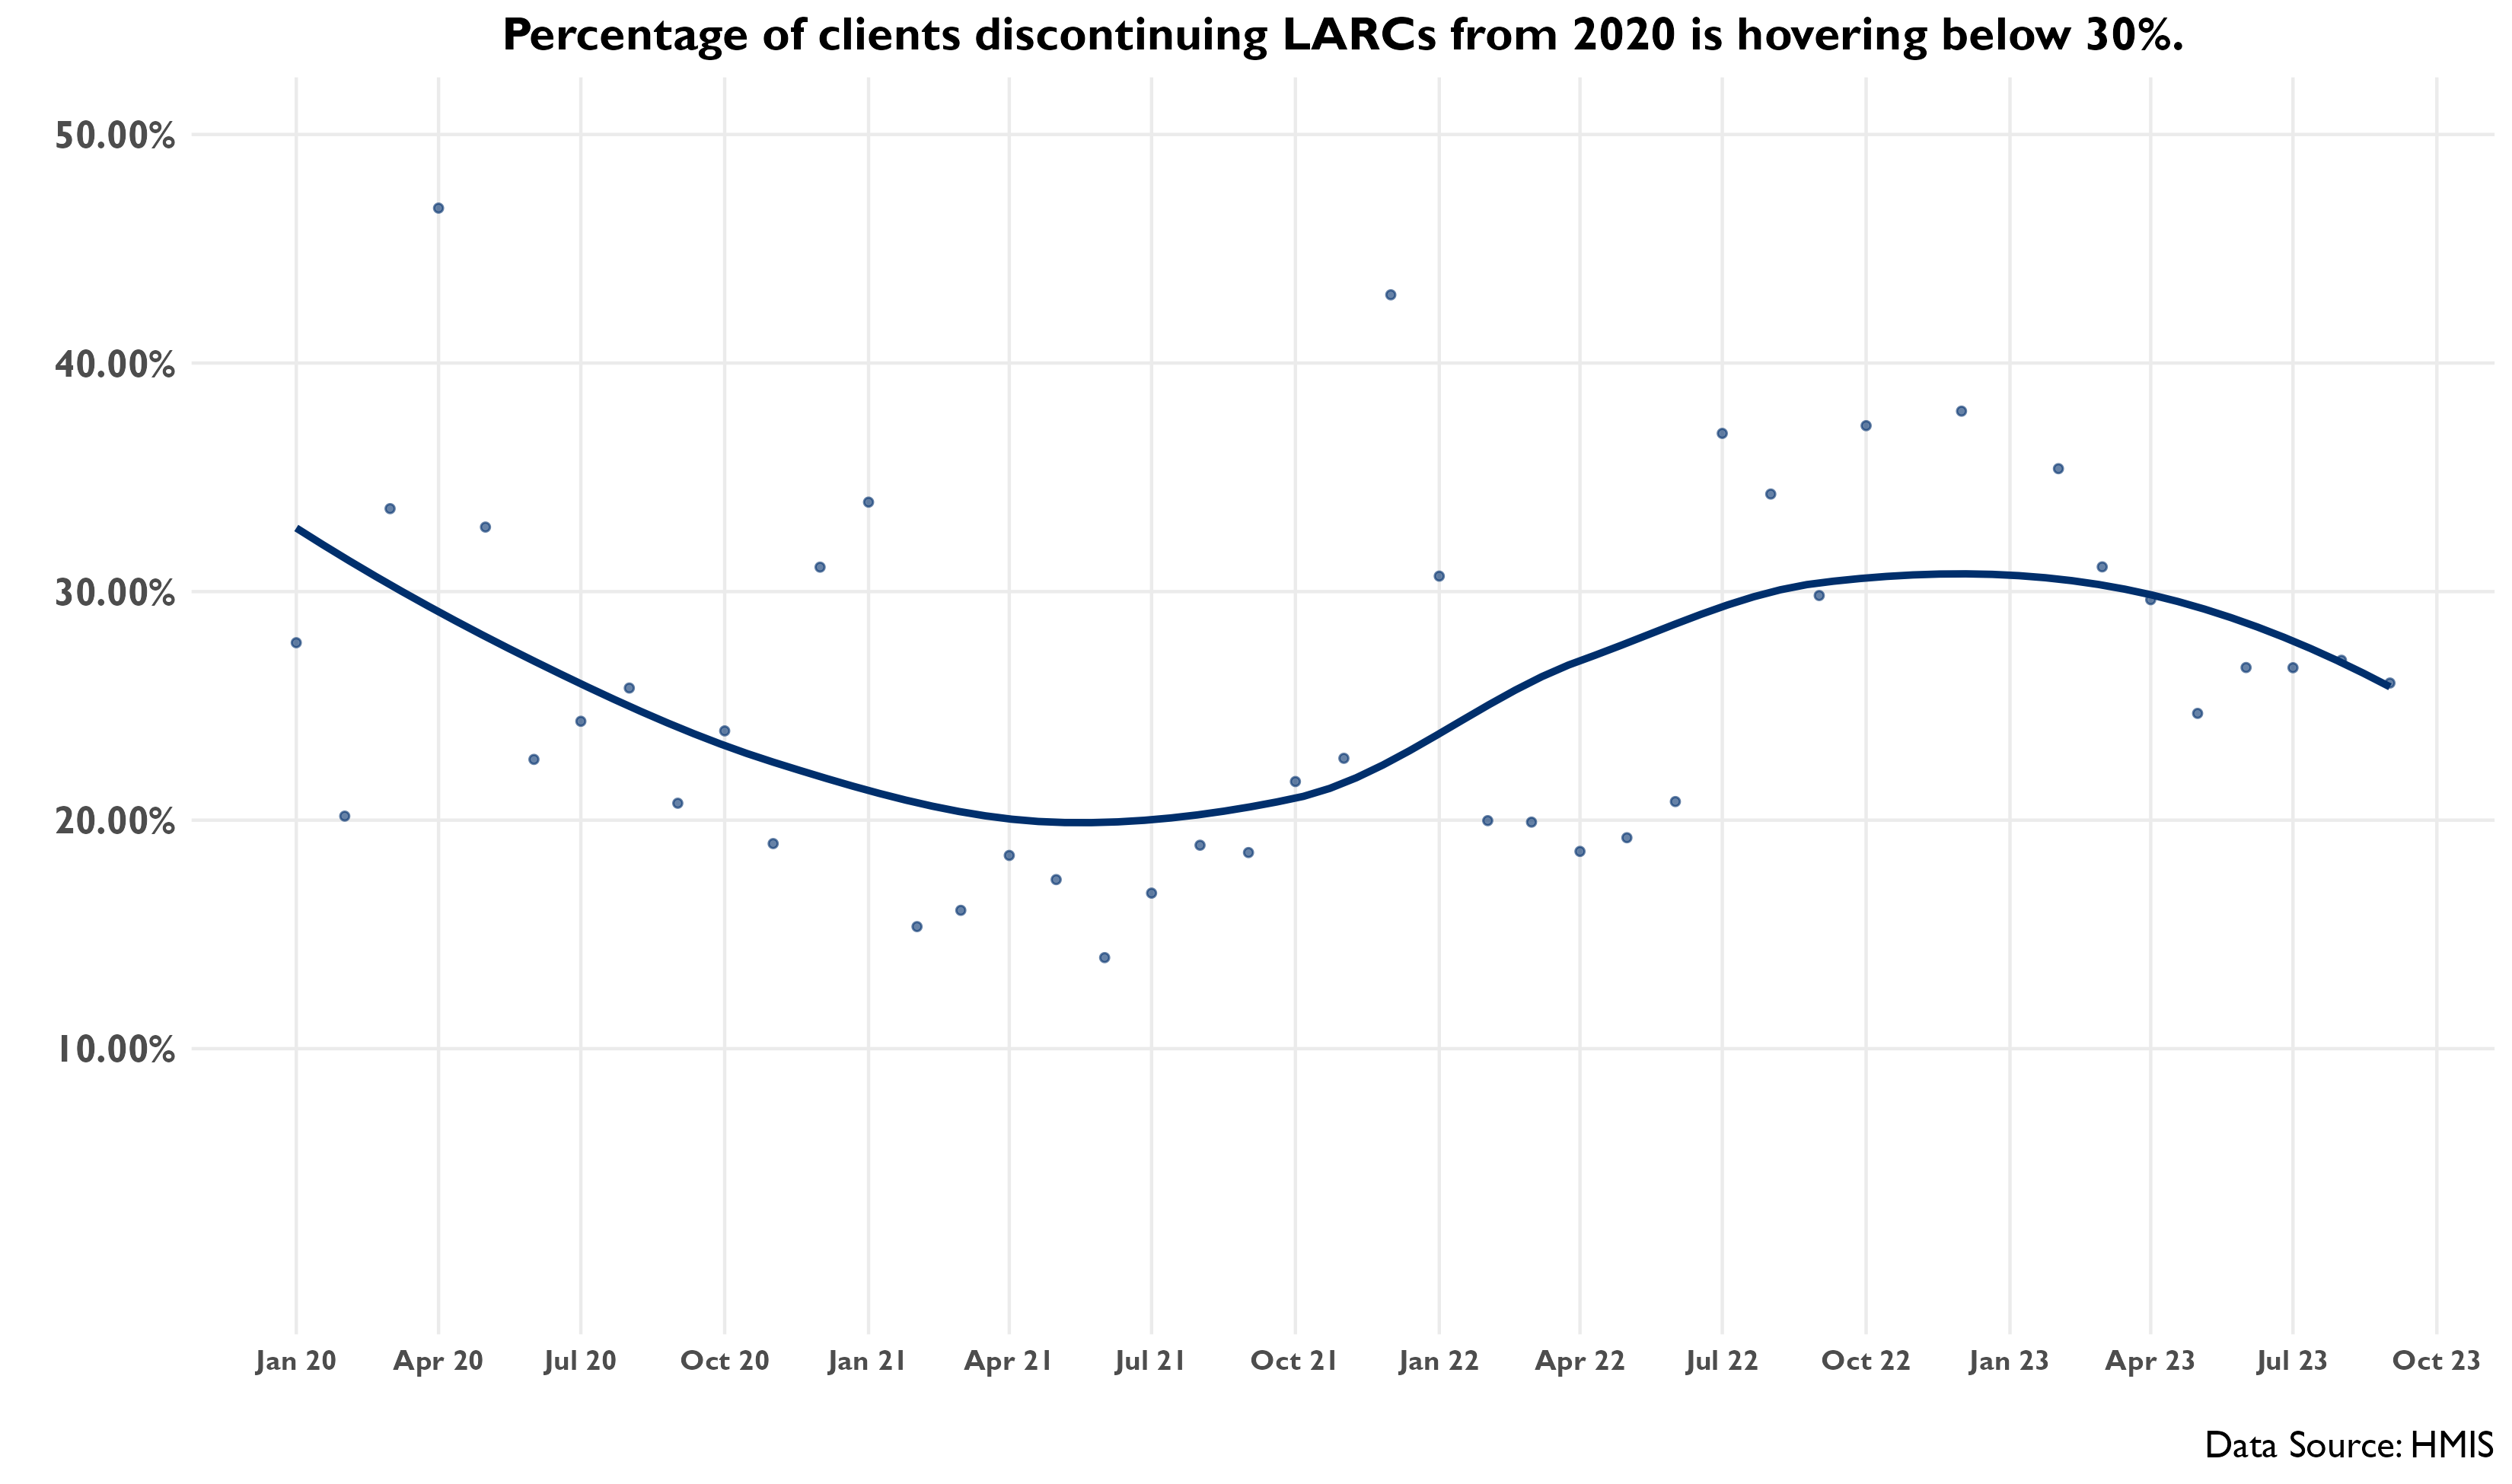 Percentage of clients discontinuing LARCs from 2020 is hovering below 30%.
50.00%
40.00%
30.00%
20.00%
10.00%
Jan 20 Apr 20 Jul 20 Oct 20 Jan 21 Apr 21 Jul 21 Oct 21 Jan 22 Apr 22 Jul 22 Oct 22 Jan 23 Apr 23 Jul 23 Oct 23
Data Source: HMIS